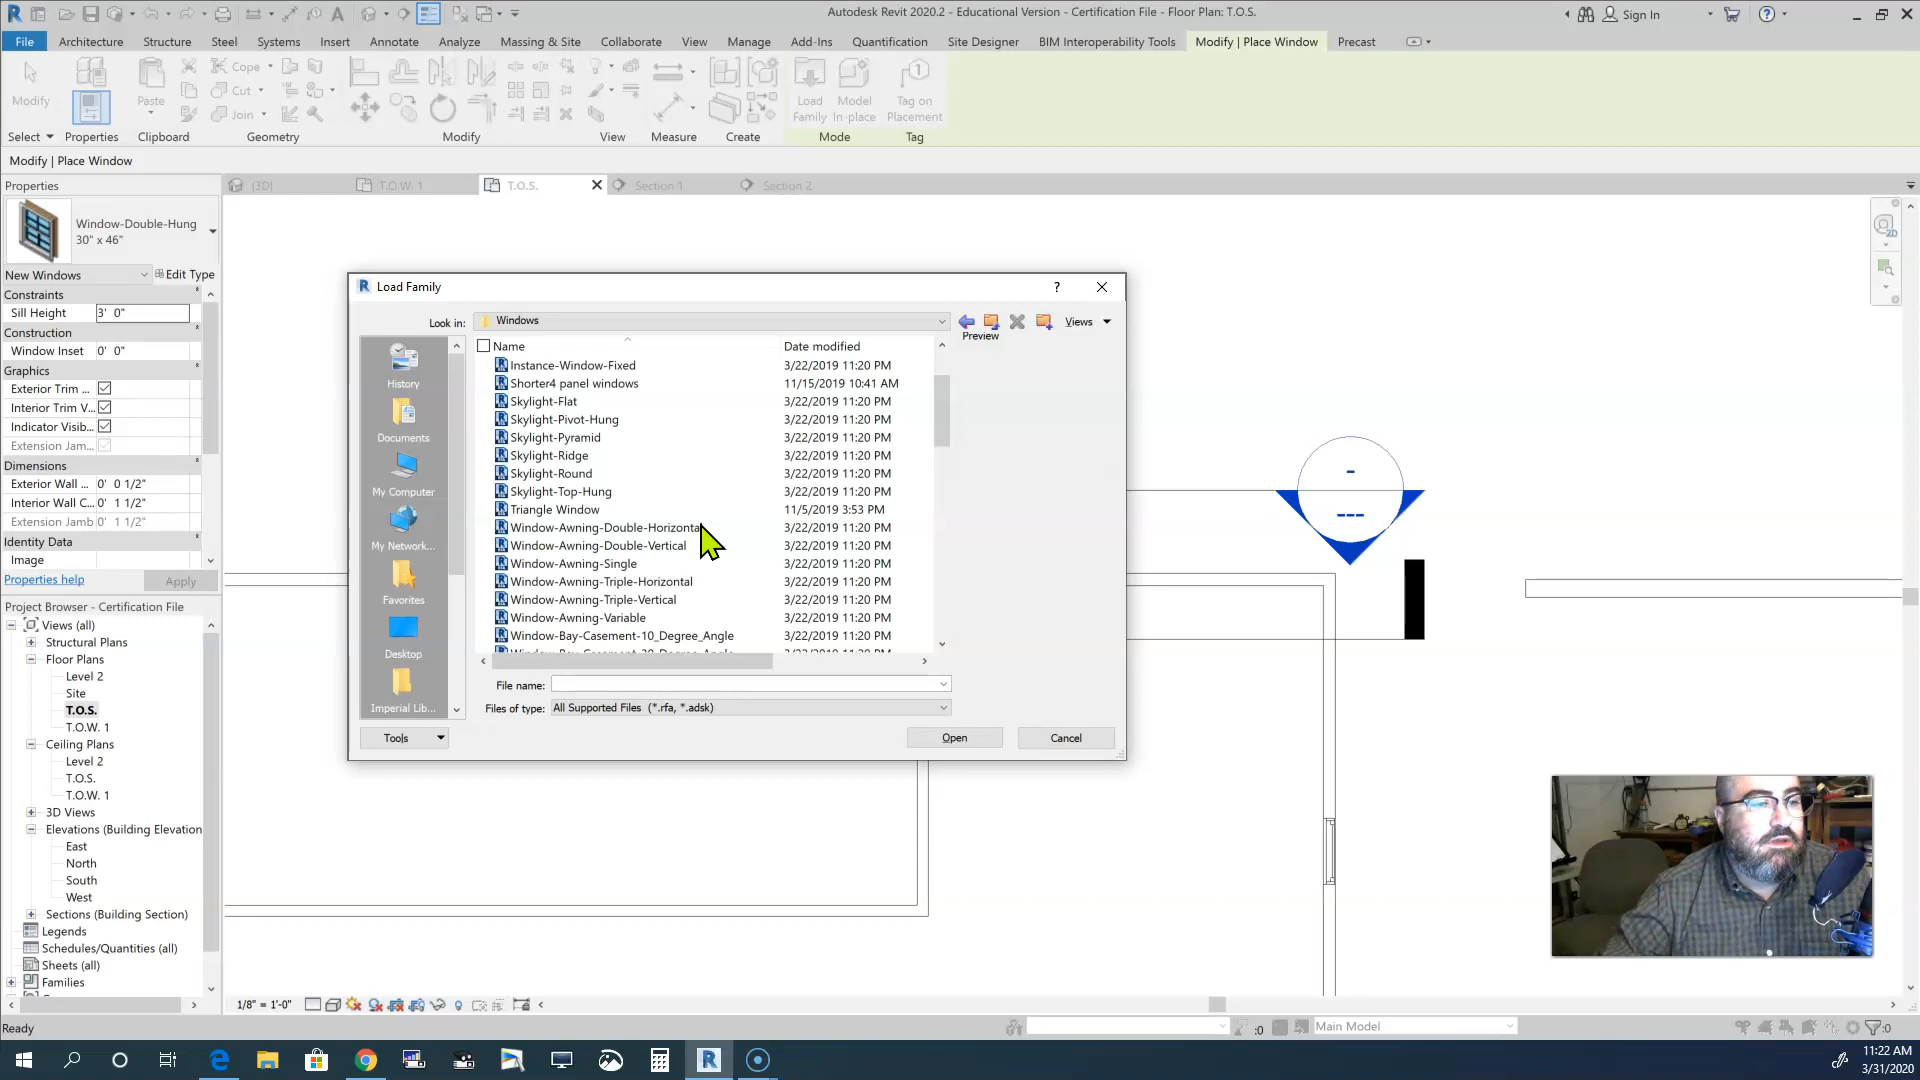 Autodesk Revit 2020.2 - Educational Version - Certification File - Floor Plan: T.O.S.
Sign In
File Architecture Structure Steel Systems Insert Annotate Analyze Massing & Site Collaborate View Manage Add-Ins Quantification Site Designer BIM Interoperability Tools Modify | Place Window Precast
Modify
Paste
Cope
Cut
Join
Load Family
Model In-place
Tag on Placement
Select Properties Clipboard Geometry Modify View Measure Create Mode Tag
Modify | Place Window
Properties
(3D) T.O.W. 1 T.O.S. Section 1 Section 2
Window-Double-Hung
30" x 46"
New Windows Edit Type
Constraints
Sill Height 3' 0"
Construction
Window Inset 0' 0"
Graphics
Exterior Trim ...
Interior Trim V...
Indicator Visib...
Extension Jam...
Dimensions
Exterior Wall ... 0' 0 1/2"
Interior Wall C... 0' 1 1/2"
Extension Jamb 0' 1 1/2"
Identity Data
Image
Properties help Apply
Project Browser - Certification File
Views (all)
Structural Plans
Floor Plans
Level 2
Site
T.O.S.
T.O.W. 1
Ceiling Plans
Level 2
T.O.S.
T.O.W. 1
3D Views
Elevations (Building Elevation
East
North
South
West
Sections (Building Section)
Legends
Schedules/Quantities (all)
Sheets (all)
Families
Load Family
Look in: Windows
Views
Preview
History
Documents
My Computer
My Network...
Favorites
Desktop
Imperial Lib...
Name Date modified
Instance-Window-Fixed 3/22/2019 11:20 PM
Shorter4 panel windows 11/15/2019 10:41 AM
Skylight-Flat 3/22/2019 11:20 PM
Skylight-Pivot-Hung 3/22/2019 11:20 PM
Skylight-Pyramid 3/22/2019 11:20 PM
Skylight-Ridge 3/22/2019 11:20 PM
Skylight-Round 3/22/2019 11:20 PM
Skylight-Top-Hung 3/22/2019 11:20 PM
Triangle Window 11/5/2019 3:53 PM
Window-Awning-Double-Horizonta 3/22/2019 11:20 PM
Window-Awning-Double-Vertical 3/22/2019 11:20 PM
Window-Awning-Single 3/22/2019 11:20 PM
Window-Awning-Triple-Horizontal 3/22/2019 11:20 PM
Window-Awning-Triple-Vertical 3/22/2019 11:20 PM
Window-Awning-Variable 3/22/2019 11:20 PM
Window-Bay-Casement-10_Degree_Angle 3/22/2019 11:20 PM
File name:
Files of type: All Supported Files (*.rfa, *.adsk)
Tools Open Cancel
-
---
2D
1/8" = 1'-0"
Ready
:0
Main Model
:0
11:22 AM
3/31/2020